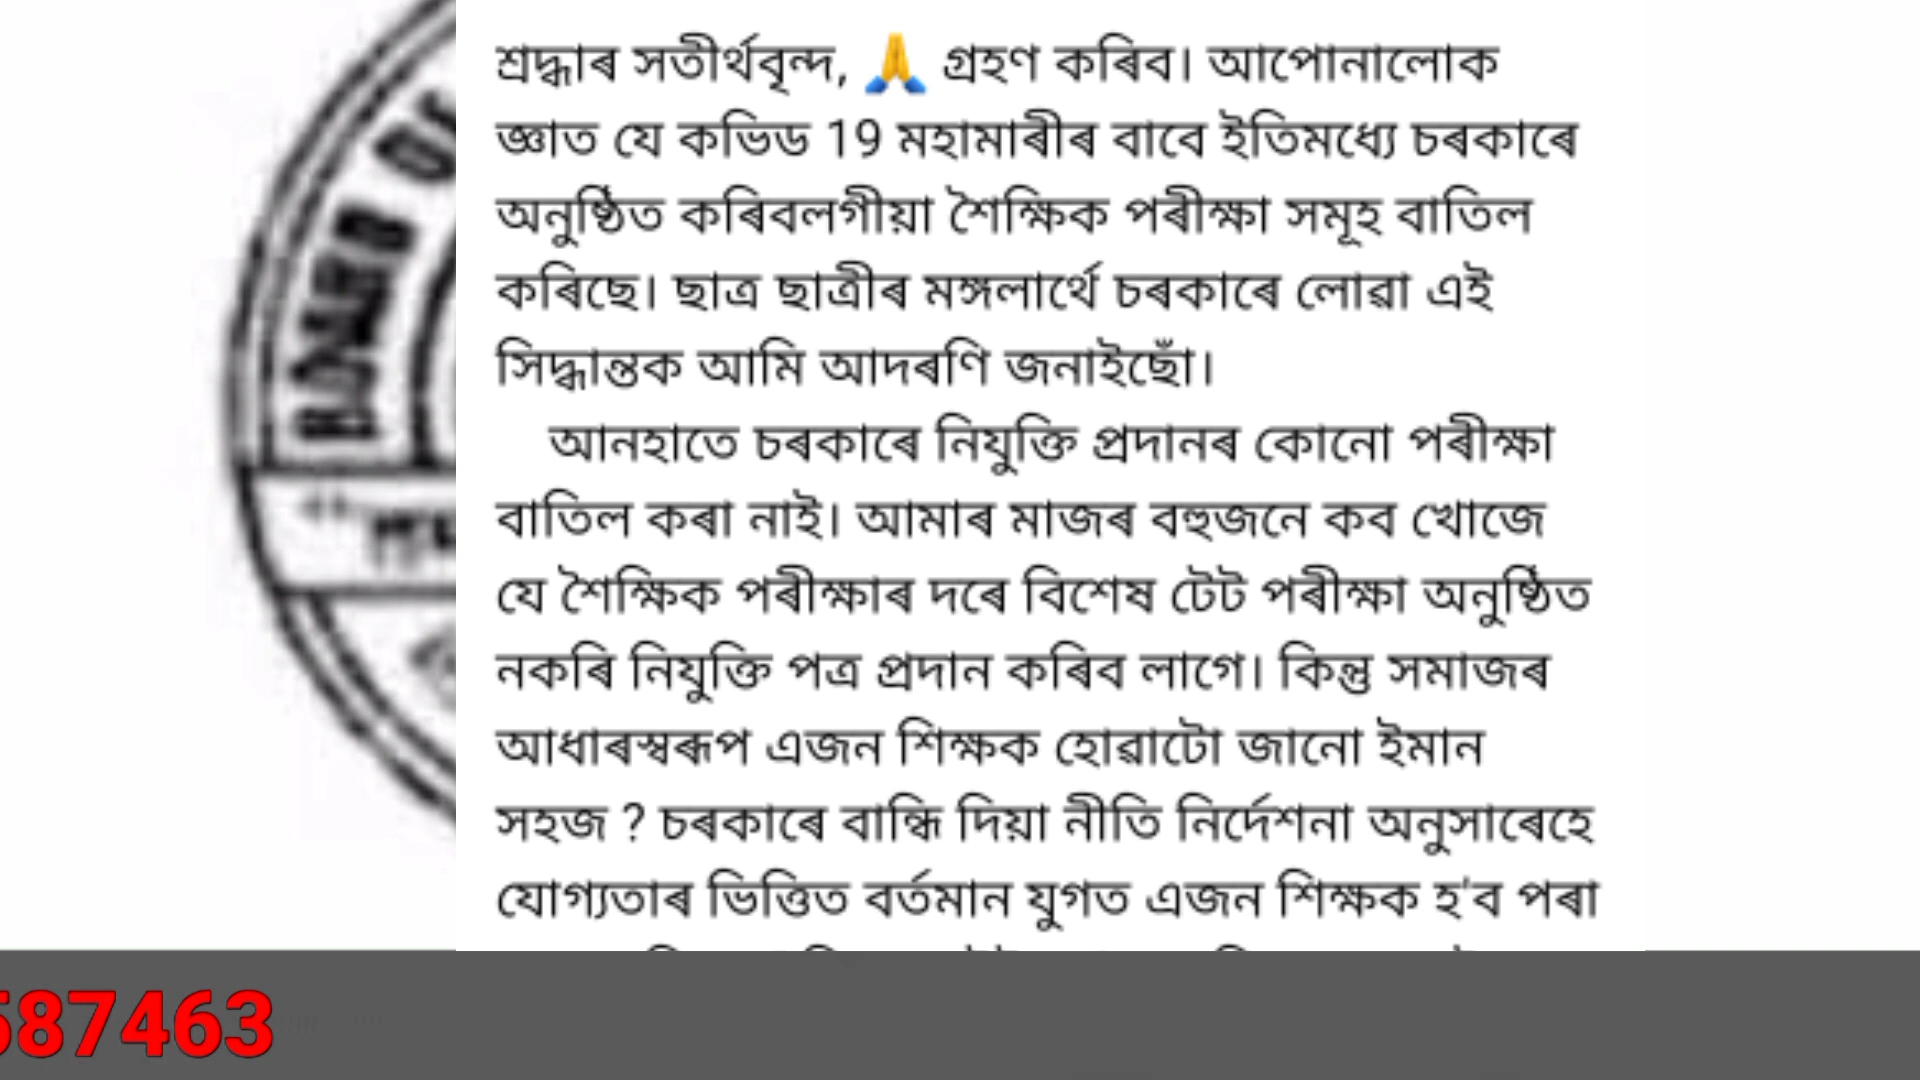 শ্ৰদ্ধাৰ সতীৰ্থবৃন্দ, 🙏 গ্ৰহণ কৰিব। আপোনালোক
জ্ঞাত যে কভিড 19 মহামাৰীৰ বাবে ইতিমধ্যে চৰকাৰে
অনুষ্ঠিত কৰিবলগীয়া শৈক্ষিক পৰীক্ষা সমূহ বাতিল
কৰিছে। ছাত্ৰ ছাত্ৰীৰ মঙ্গলাৰ্থে চৰকাৰে লোৱা এই
সিদ্ধান্তক আমি আদৰণি জনাইছোঁ।
আনহাতে চৰকাৰে নিযুক্তি প্ৰদানৰ কোনো পৰীক্ষা
বাতিল কৰা নাই। আমাৰ মাজৰ বহুজনে কব খোজে
যে শৈক্ষিক পৰীক্ষাৰ দৰে বিশেষ টেট পৰীক্ষা অনুষ্ঠিত
নকৰি নিযুক্তি পত্ৰ প্ৰদান কৰিব লাগে। কিন্তু সমাজৰ
আধাৰস্বৰূপ এজন শিক্ষক হোৱাটো জানো ইমান
সহজ ? চৰকাৰে বান্ধি দিয়া নীতি নিৰ্দেশনা অনুসাৰেহে
যোগ্যতাৰ ভিত্তিত বৰ্তমান যুগত এজন শিক্ষক হ'ব পৰা
587463